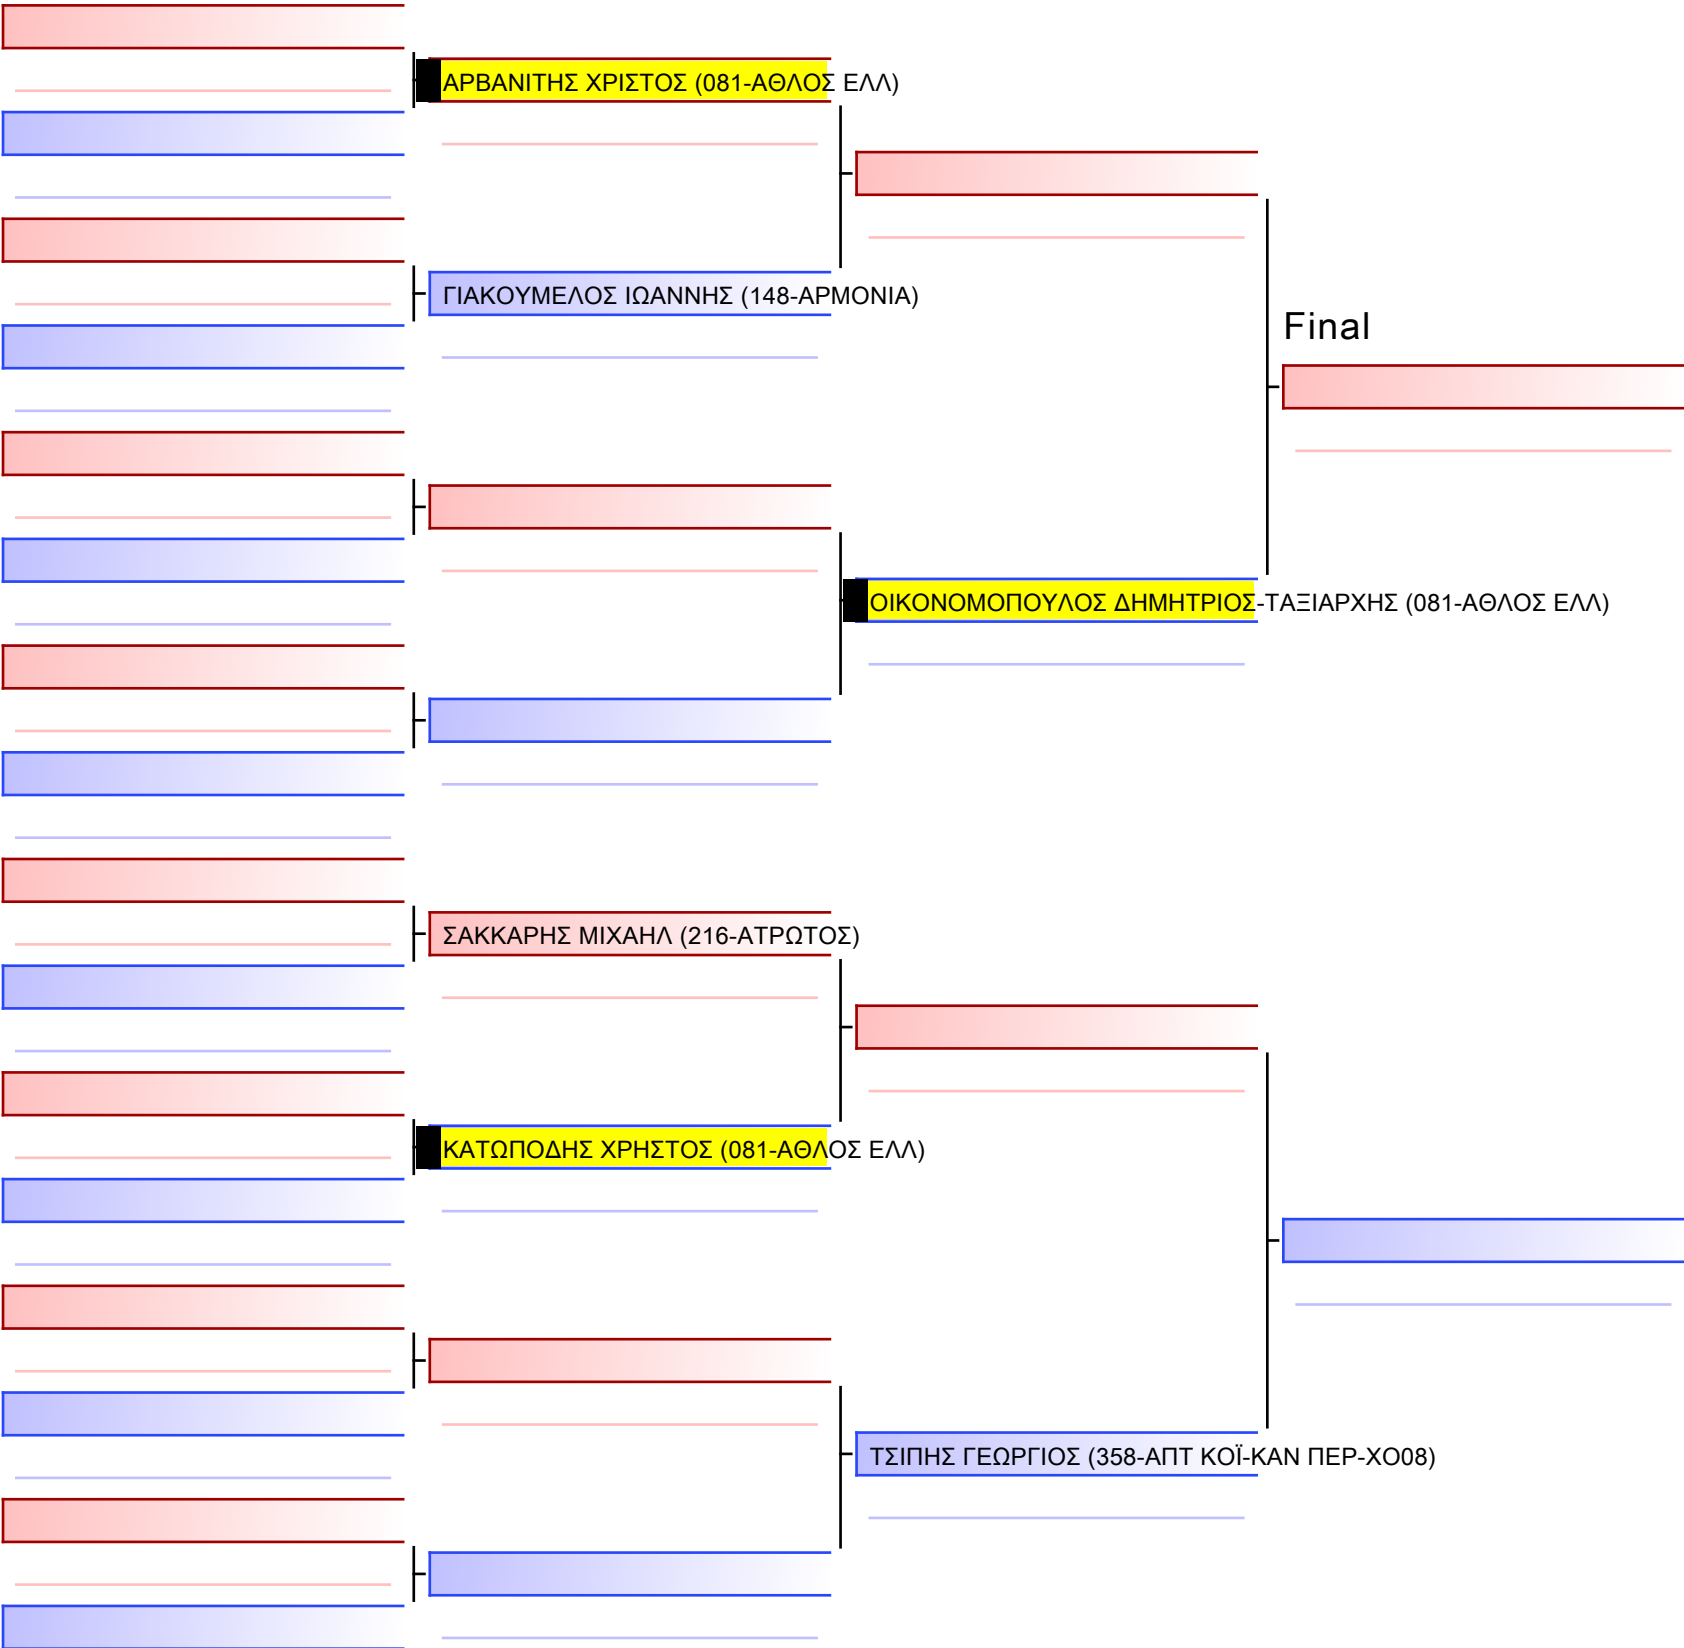 ΑΡΒΑΝΙΤΗΣ ΧΡΙΣΤΟΣ (081-ΑΘΛΟΣ ΕΛΛ)
ΓΙΑΚΟΥΜΕΛΟΣ ΙΩΑΝΝΗΣ (148-ΑΡΜΟΝΙΑ)
Final
ΟΙΚΟΝΟΜΟΠΟΥΛΟΣ ΔΗΜΗΤΡΙΟΣ-ΤΑΞΙΑΡΧΗΣ (081-ΑΘΛΟΣ ΕΛΛ)
ΣΑΚΚΑΡΗΣ ΜΙΧΑΗΛ (216-ΑΤΡΩΤΟΣ)
ΚΑΤΩΠΟΔΗΣ ΧΡΗΣΤΟΣ (081-ΑΘΛΟΣ ΕΛΛ)
ΤΣΙΠΗΣ ΓΕΩΡΓΙΟΣ (358-ΑΠΤ ΚΟΪ-ΚΑΝ ΠΕΡ-ΧΟ08)